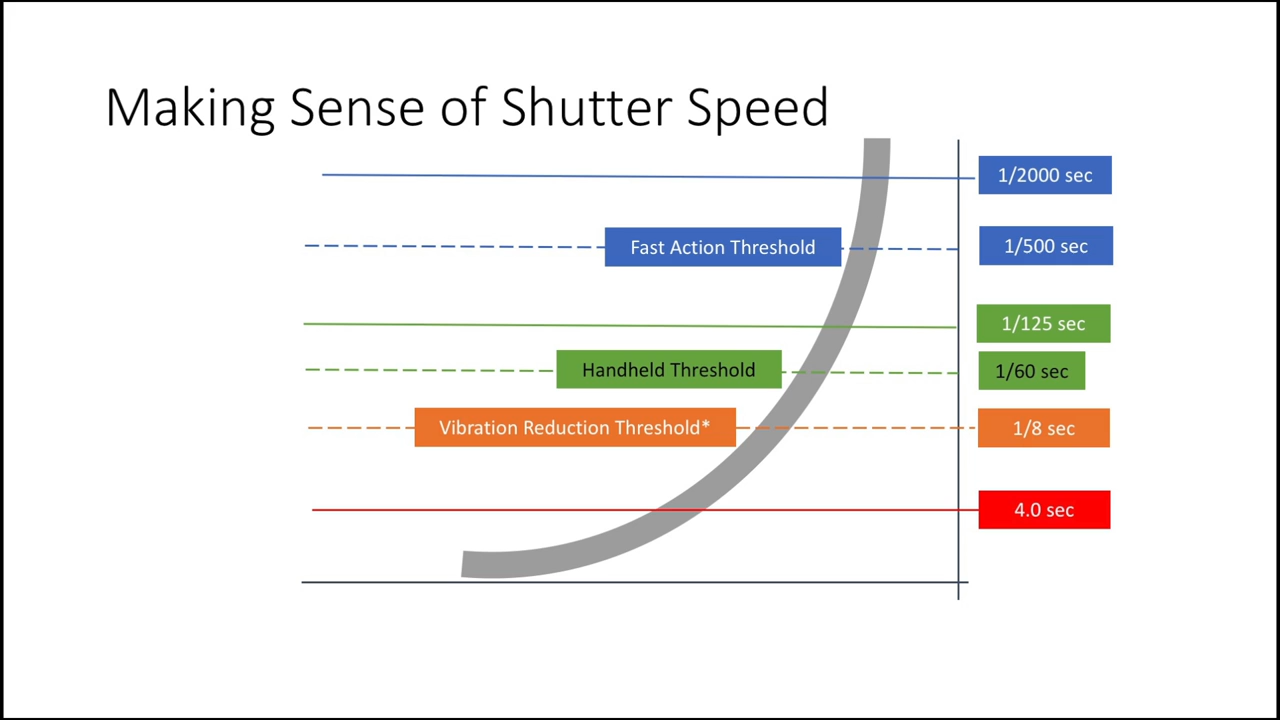 Making Sense of Shutter Speed
1/2000 sec
Fast Action Threshold
1/500 sec
1/125 sec
Handheld Threshold
1/60 sec
Vibration Reduction Threshold*
1/8 sec
4.0 sec